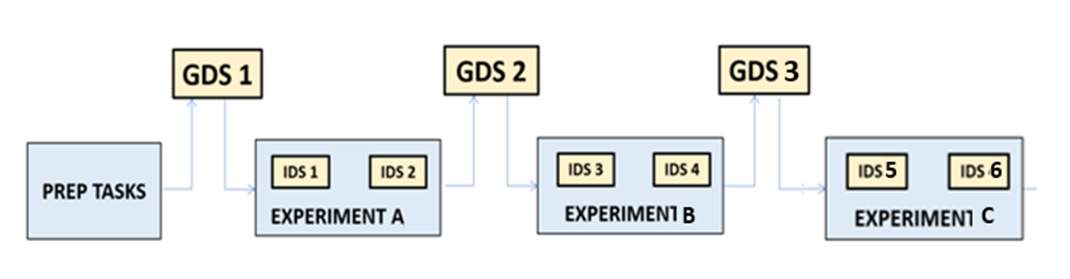 GDS 1
GDS 2
GDS 3
PREP TASKS
IDS 1
IDS 2
EXPERIMENT A
IDS 3
IDS 4
EXPERIMENT B
IDS 5
IDS 6
EXPERIMENT C